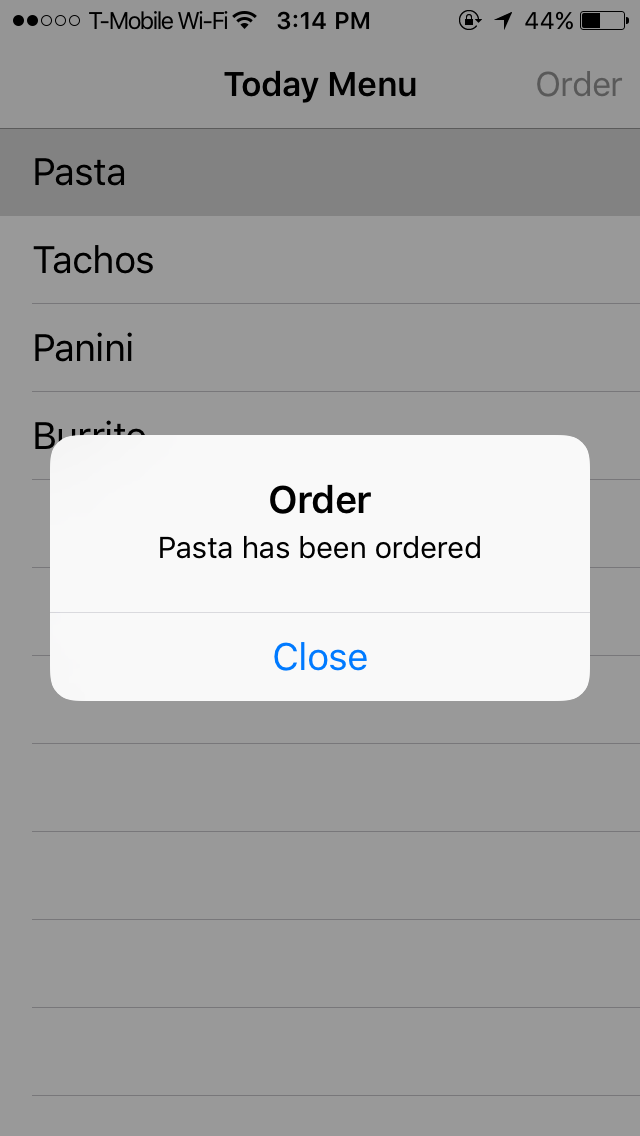 T-Mobile Wi-Fi 3:14 PM 44%
Today Menu Order
Pasta
Tachos
Panini
Burrito
Order
Pasta has been ordered
Close